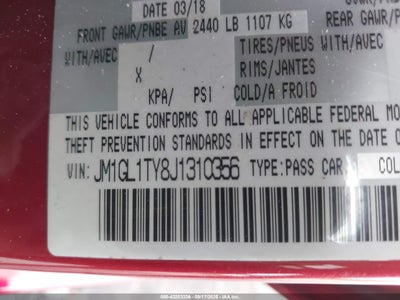 DATE 03/18
FRONT GAWR/PNBE AV 2440 LB 1107 KG
REAR GAWR/P
WITH/AVEC /
TIRES/PNEUS WITH/AVEC
X
RIMS/JANTES
KPA/ PSI COLD/A FROID
THIS VEHICLE CONFORMS TO ALL APPLICABLE FEDERAL MO
THEFT PREVENTION STANDARDS IN EFFECT ON THE DATE O
VIN: JM1GL1TY8J1310356 TYPE:PASS CAR COL